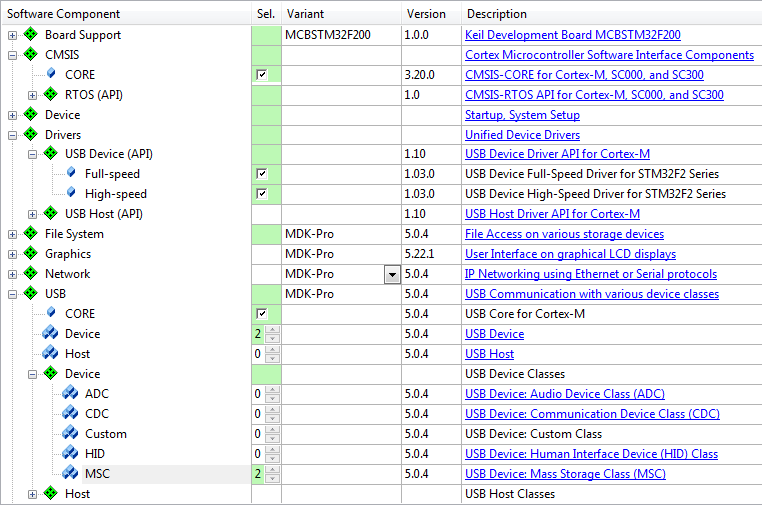 Software Component Sel. Variant Version Description
Board Support MCBSTM32F200 1.0.0 Keil Development Board MCBSTM32F200
CMSIS Cortex Microcontroller Software Interface Components
CORE 3.20.0 CMSIS-CORE for Cortex-M, SC000, and SC300
RTOS (API) 1.0 CMSIS-RTOS API for Cortex-M, SC000, and SC300
Device Startup, System Setup
Drivers Unified Device Drivers
USB Device (API) 1.10 USB Device Driver API for Cortex-M
Full-speed 1.03.0 USB Device Full-Speed Driver for STM32F2 Series
High-speed 1.03.0 USB Device High-Speed Driver for STM32F2 Series
USB Host (API) 1.10 USB Host Driver API for Cortex-M
File System MDK-Pro 5.0.4 File Access on various storage devices
Graphics MDK-Pro 5.22.1 User Interface on graphical LCD displays
Network MDK-Pro 5.0.4 IP Networking using Ethernet or Serial protocols
USB MDK-Pro 5.0.4 USB Communication with various device classes
CORE 5.0.4 USB Core for Cortex-M
Device 2 5.0.4 USB Device
Host 0 5.0.4 USB Host
Device USB Device Classes
ADC 0 5.0.4 USB Device: Audio Device Class (ADC)
CDC 0 5.0.4 USB Device: Communication Device Class (CDC)
Custom 0 5.0.4 USB Device: Custom Class
HID 0 5.0.4 USB Device: Human Interface Device (HID) Class
MSC 2 5.0.4 USB Device: Mass Storage Class (MSC)
Host USB Host Classes